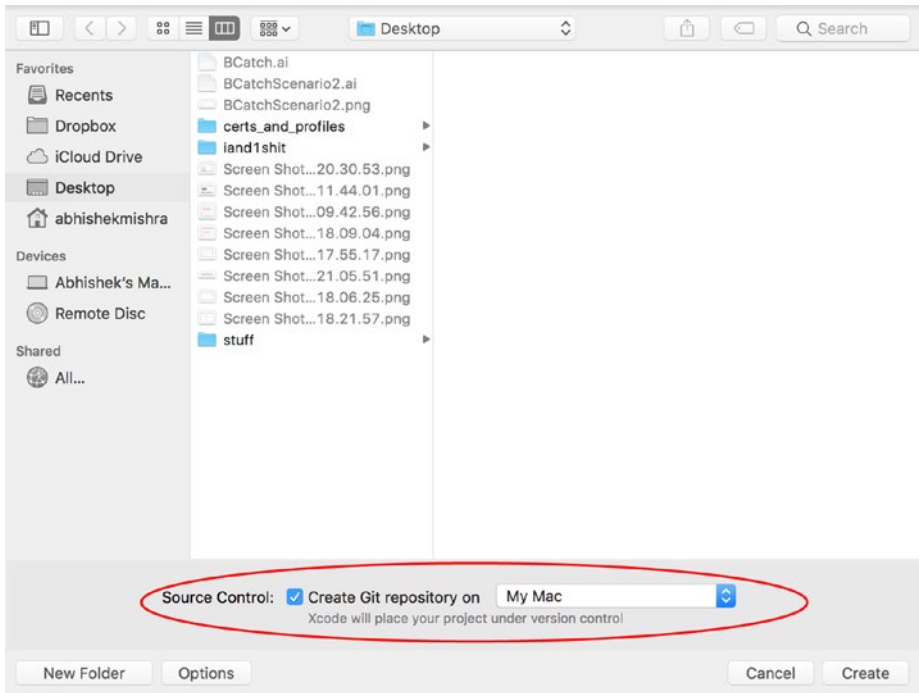 Desktop
Search
Favorites
Recents
Dropbox
iCloud Drive
Desktop
abhishekmishra
Devices
Abhishek's Ma...
Remote Disc
Shared
All...
BCatch.ai
BCatchScenario2.ai
BCatchScenario2.png
certs_and_profiles
iand1shit
Screen Shot...20.30.53.png
Screen Shot...11.44.01.png
Screen Shot...09.42.56.png
Screen Shot...18.09.04.png
Screen Shot...17.55.17.png
Screen Shot...21.05.51.png
Screen Shot...18.06.25.png
Screen Shot...18.21.57.png
stuff
Source Control: Create Git repository on My Mac
Xcode will place your project under version control
New Folder Options Cancel Create